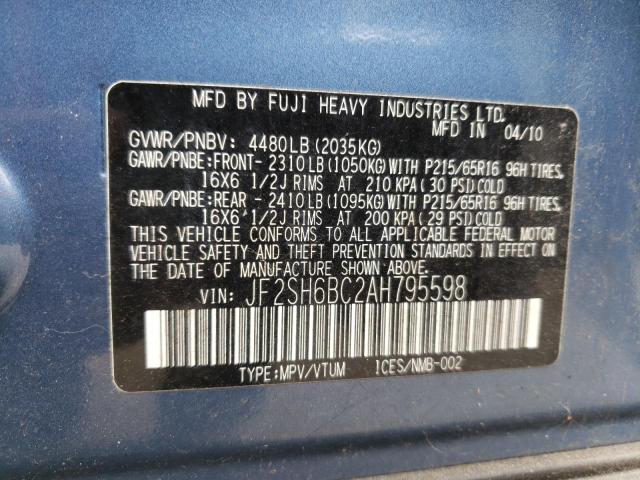 MFD BY FUJI HEAVY INDUSTRIES LTD.
MFD IN 04/10
GVWR/PNBV: 4480LB(2035KG)
GAWR/PNBE:FRONT- 2310LB(1050KG)WITH P215/65R16 96H TIRES,
16X6 1/2J RIMS AT 210 KPA(30 PSI)COLD
GAWR/PNBE:REAR - 2410LB(1095KG)WITH P215/65R16 96H TIRES,
16X6 1/2J RIMS AT 200 KPA(29 PSI)COLD
THIS VEHICLE CONFORMS TO ALL APPLICABLE FEDERAL MOTOR
VEHICLE SAFETY AND THEFT PREVENTION STANDARDS IN EFFECT
ON THE DATE OF MANUFACTURE SHOWN ABOVE.
VIN: JF2SH6BC2AH795598
TYPE:MPV/VTUM ICES/NMB-002